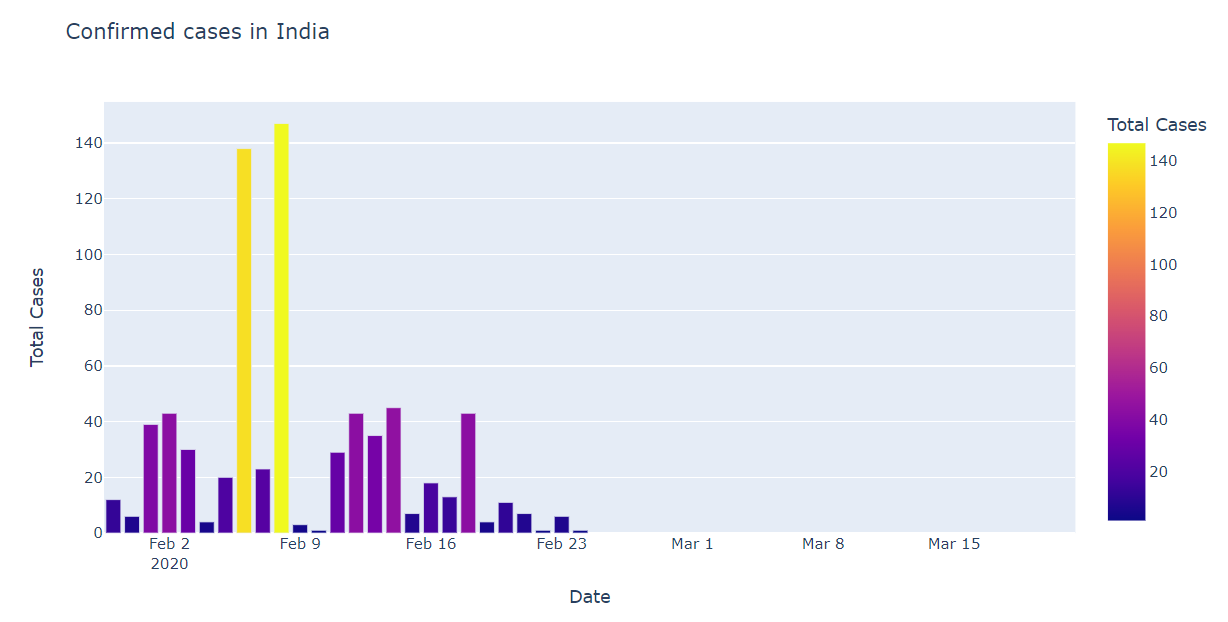 Confirmed cases in India
Total Cases
140
120
100
80
60
40
20
0
Feb 2
2020
Feb 9
Feb 16
Feb 23
Mar 1
Mar 8
Mar 15
Date
Total Cases
140
120
100
80
60
40
20